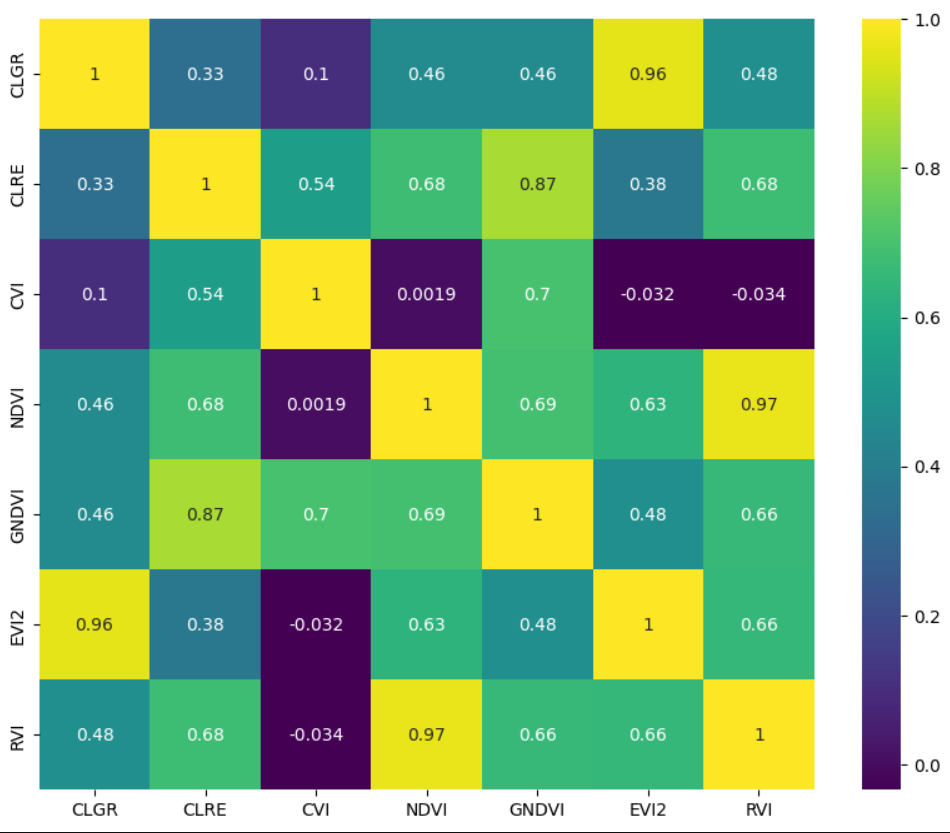 CLGR 1 0.33 0.1 0.46 0.46 0.96 0.48
CLRE 0.33 1 0.54 0.68 0.87 0.38 0.68
CVI 0.1 0.54 1 0.0019 0.7 -0.032 -0.034
NDVI 0.46 0.68 0.0019 1 0.69 0.63 0.97
GNDVI 0.46 0.87 0.7 0.69 1 0.48 0.66
EVI2 0.96 0.38 -0.032 0.63 0.48 1 0.66
RVI 0.48 0.68 -0.034 0.97 0.66 0.66 1
CLGR CLRE CVI NDVI GNDVI EVI2 RVI
1.0
0.8
0.6
0.4
0.2
0.0